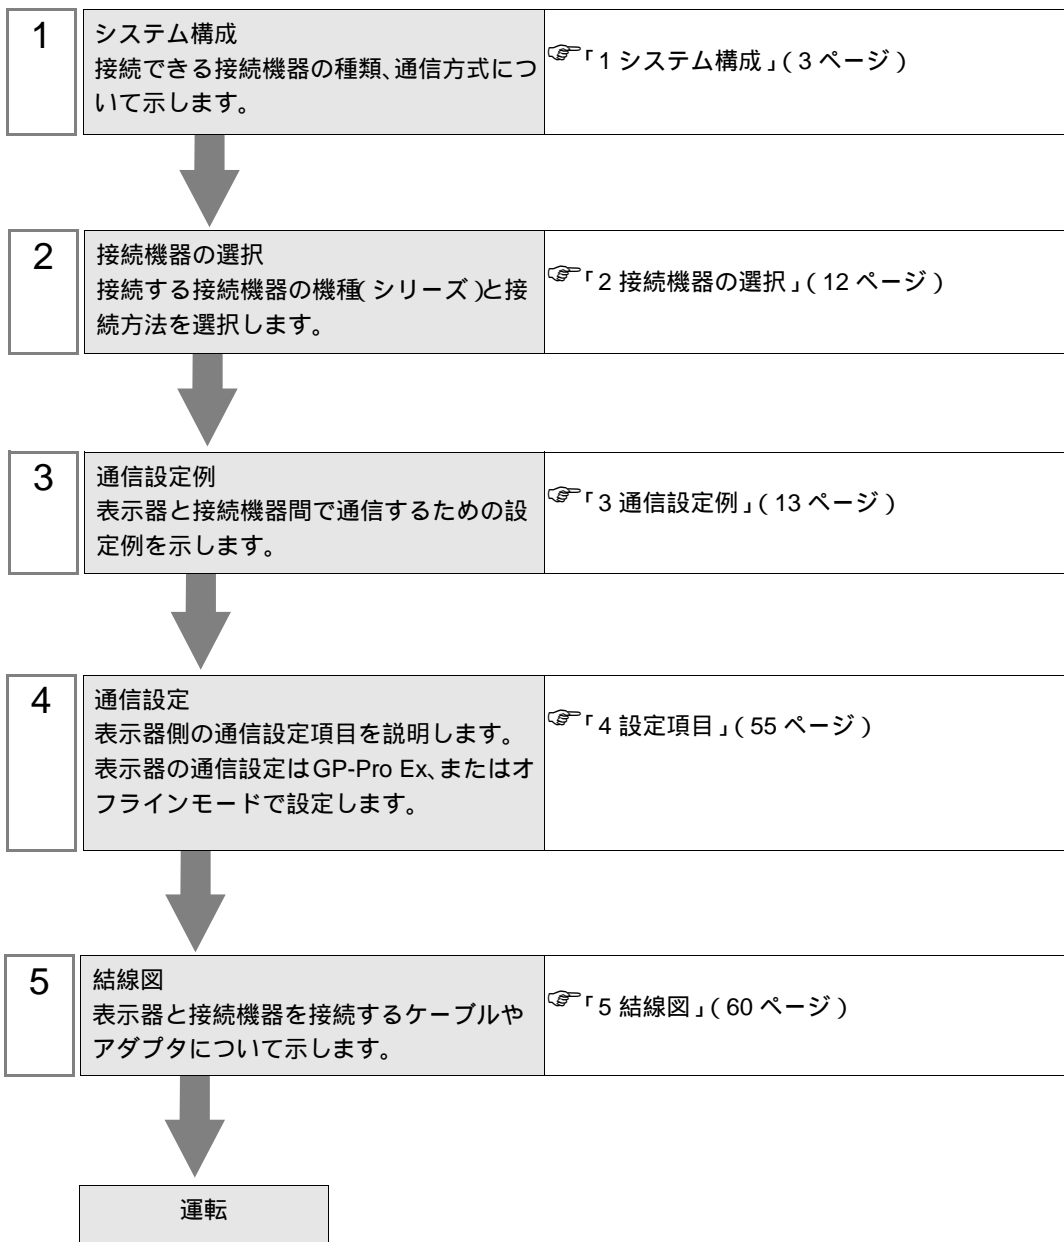 1
システム構成
接続できる接続機器の種類、通信方式につ
いて示します。
☞「1 システム構成」( 3 ページ )
2
接続機器の選択
接続する接続機器の機種( シリーズ )と接
続方法を選択します。
☞「2 接続機器の選択」( 12 ページ )
3
通信設定例
表示器と接続機器間で通信するための設
定例を示します。
☞「3 通信設定例」( 13 ページ )
4
通信設定
表示器側の通信設定項目を説明します。
表示器の通信設定はGP-Pro Ex、またはオ
フラインモードで設定します。
☞「4 設定項目」( 55 ページ )
5
結線図
表示器と接続機器を接続するケーブルや
アダプタについて示します。
☞「5 結線図」( 60 ページ )
運転